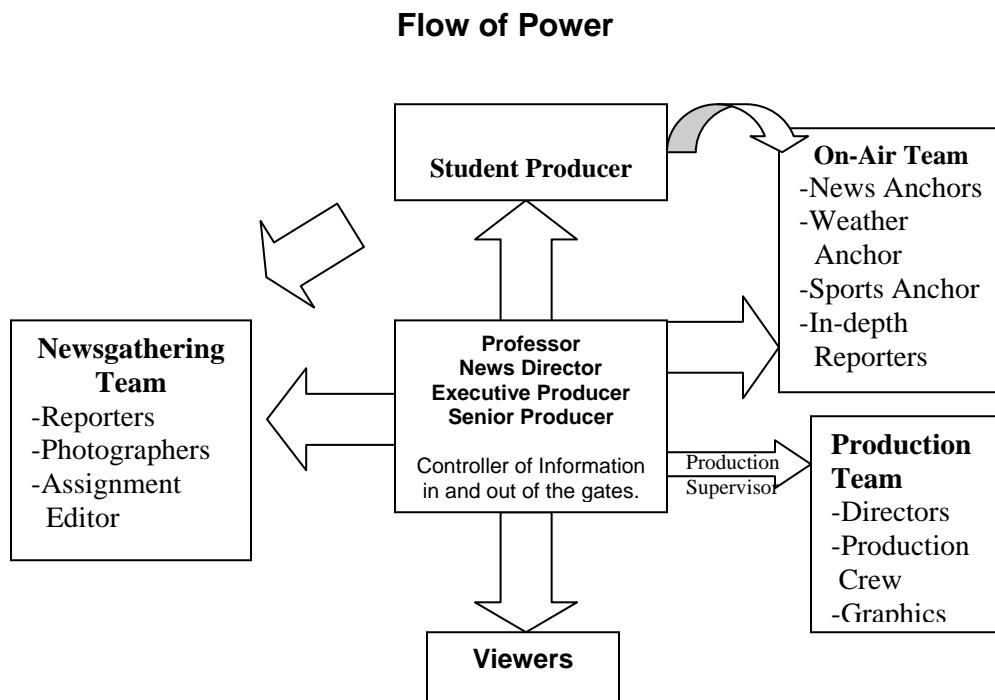 Flow of Power
Student Producer
On-Air Team
-News Anchors
-Weather
Anchor
-Sports Anchor
-In-depth
Reporters
Newsgathering
Team
-Reporters
-Photographers
-Assignment
Editor
Professor
News Director
Executive Producer
Senior Producer
Controller of Information
in and out of the gates.
Production
Supervisor
Production
Team
-Directors
-Production
Crew
-Graphics
Viewers